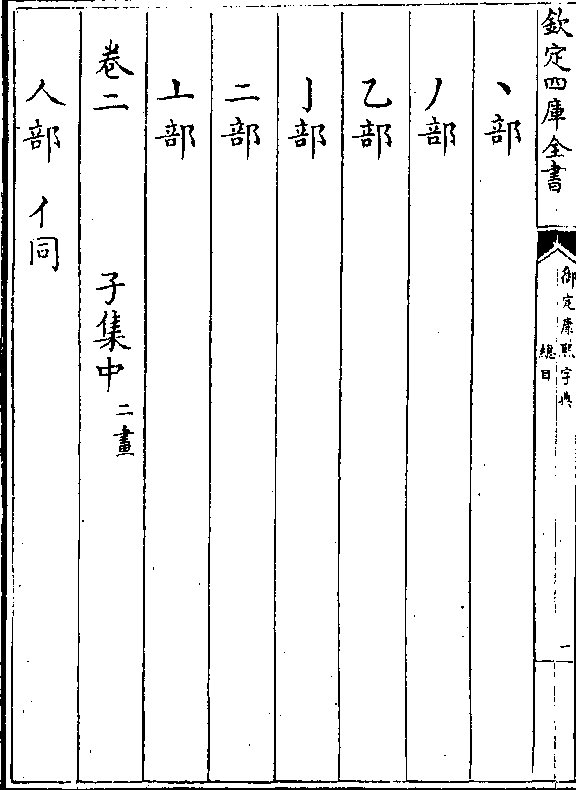 欽定四庫全書
御定康熙字典
總目
一
丶部
丿部
乙部
亅部
二部
亠部
卷二 子集中 二畫
人部 亻同